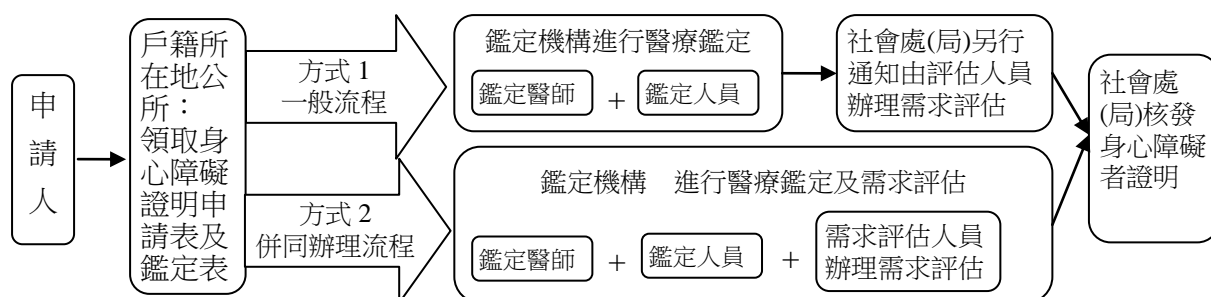 申
請
人
戶籍所
在地公
所：
領取身
心障礙
證明申
請表及
鑑定表
方式 1
一般流程
鑑定機構進行醫療鑑定
鑑定醫師 + 鑑定人員
社會處(局)另行
通知由評估人員
辦理需求評估
方式 2
併同辦理流程
鑑定機構 進行醫療鑑定及需求評估
鑑定醫師 + 鑑定人員 +
需求評估人員
辦理需求評估
社會處
(局)核發
身心障礙
者證明